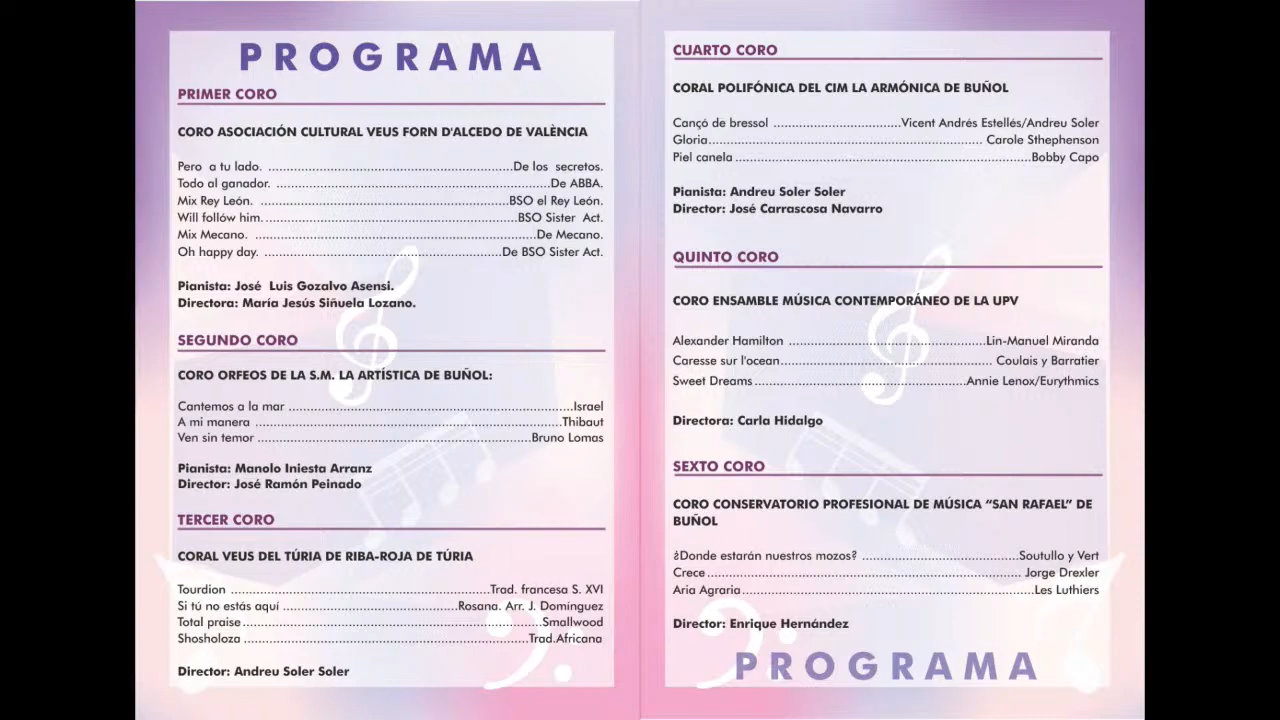 PROGRAMA
PRIMER CORO
CORO ASOCIACIÓN CULTURAL VEUS FORN D'ALCEDO DE VALÈNCIA
Pero a tu lado. ......................................................De los secretos.
Todo al ganador. ............................................................De ABBA.
Mix Rey León. ......................................................BSO el Rey León.
Will follów him. ......................................................BSO Sister Act.
Mix Mecano. ............................................................De Mecano.
Oh happy day. ......................................................De BSO Sister Act.
Pianista: José Luis Gozalvo Asensi.
Directora: María Jesús Siñuela Lozano.
SEGUNDO CORO
CORO ORFEOS DE LA S.M. LA ARTÍSTICA DE BUÑOL:
Cantemos a la mar ............................................................Israel
A mi manera ..................................................................Thibaut
Ven sin temor ............................................................Bruno Lomas
Pianista: Manolo Iniesta Arranz
Director: José Ramón Peinado
TERCER CORO
CORAL VEUS DEL TÚRIA DE RIBA-ROJA DE TÚRIA
Tourdion ......................................................Trad. francesa S. XVI
Si tú no estás aquí ..........................................Rosana. Arr. J. Domínguez
Total praise............................................................Smallwood
Shosholoza ............................................................Trad.Africana
Director: Andreu Soler Soler
CUARTO CORO
CORAL POLIFÓNICA DEL CIM LA ARMÓNICA DE BUÑOL
Cançó de bressol ..............................Vicent Andrés Estellés/Andreu Soler
Gloria............................................................ Carole Sthephenson
Piel canela ............................................................Bobby Capo
Pianista: Andreu Soler Soler
Director: José Carrascosa Navarro
QUINTO CORO
CORO ENSAMBLE MÚSICA CONTEMPORÁNEO DE LA UPV
Alexander Hamilton ................................................Lin-Manuel Miranda
Caresse sur l'ocean................................................ Coulais y Barratier
Sweet Dreams................................................Annie Lenox/Eurythmics
Directora: Carla Hidalgo
SEXTO CORO
CORO CONSERVATORIO PROFESIONAL DE MÚSICA “SAN RAFAEL” DE
BUÑOL
¿Donde estarán nuestros mozos? ......................................Soutullo y Vert
Crece............................................................ Jorge Drexler
Aria Agraria............................................................Les Luthiers
Director: Enrique Hernández
PROGRAMA